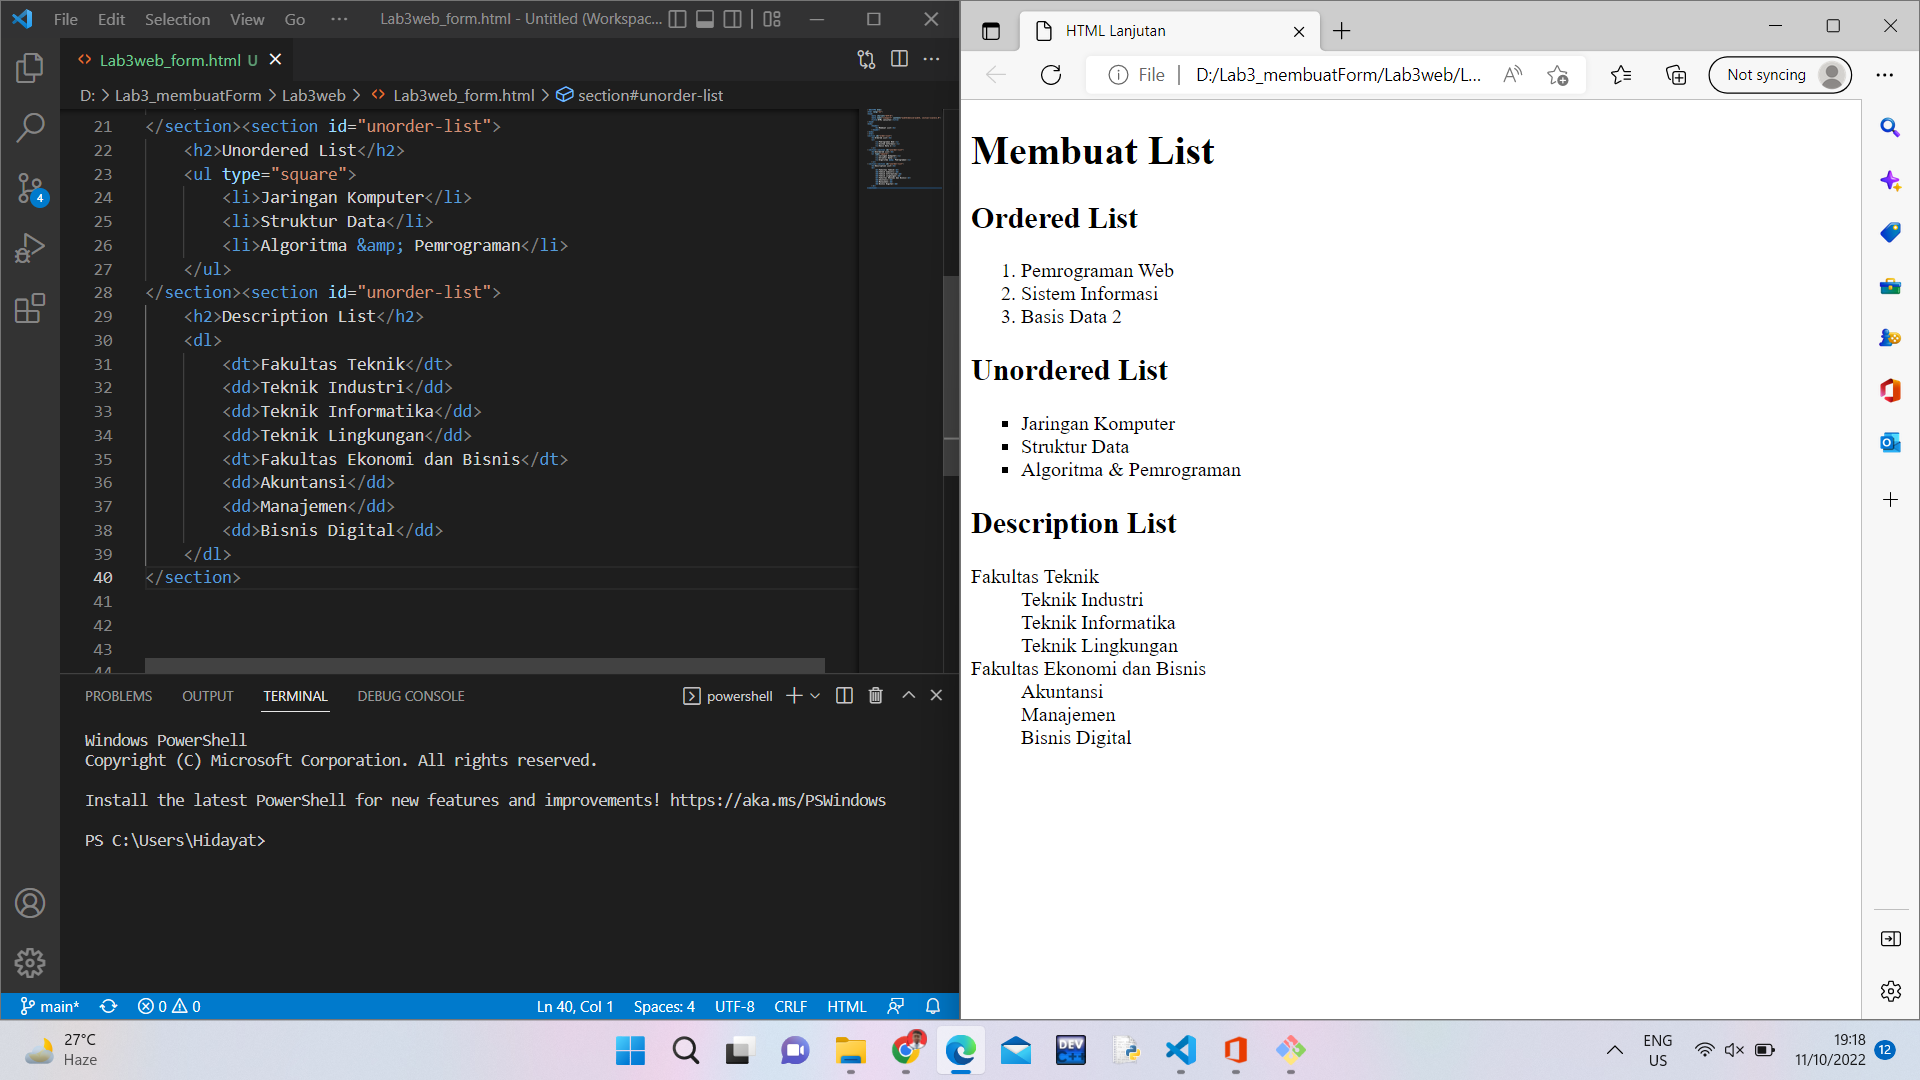 File Edit Selection View Go ··· Lab3web_form.html - Untitled (Workspac...
Lab3web_form.html U
D: > Lab3_membuatForm > Lab3web > Lab3web_form.html > section#unorder-list
21 </section><section id="unorder-list">
22 <h2>Unordered List</h2>
23 <ul type="square">
24 <li>Jaringan Komputer</li>
25 <li>Struktur Data</li>
26 <li>Algoritma &amp; Pemrograman</li>
27 </ul>
28 </section><section id="unorder-list">
29 <h2>Description List</h2>
30 <dl>
31 <dt>Fakultas Teknik</dt>
32 <dd>Teknik Industri</dd>
33 <dd>Teknik Informatika</dd>
34 <dd>Teknik Lingkungan</dd>
35 <dt>Fakultas Ekonomi dan Bisnis</dt>
36 <dd>Akuntansi</dd>
37 <dd>Manajemen</dd>
38 <dd>Bisnis Digital</dd>
39 </dl>
40 </section>
41
42
43
44
4
PROBLEMS OUTPUT TERMINAL DEBUG CONSOLE powershell
Windows PowerShell
Copyright (C) Microsoft Corporation. All rights reserved.
Install the latest PowerShell for new features and improvements! https://aka.ms/PSWindows
PS C:\Users\Hidayat>
main* 0 0 Ln 40, Col 1 Spaces: 4 UTF-8 CRLF HTML
HTML Lanjutan
File D:/Lab3_membuatForm/Lab3web/L... Not syncing
Membuat List
Ordered List
1. Pemrograman Web
2. Sistem Informasi
3. Basis Data 2
Unordered List
Jaringan Komputer
Struktur Data
Algoritma & Pemrograman
Description List
Fakultas Teknik
Teknik Industri
Teknik Informatika
Teknik Lingkungan
Fakultas Ekonomi dan Bisnis
Akuntansi
Manajemen
Bisnis Digital
27°C
Haze
DEV
C++
ENG
US
19:18
11/10/2022
12